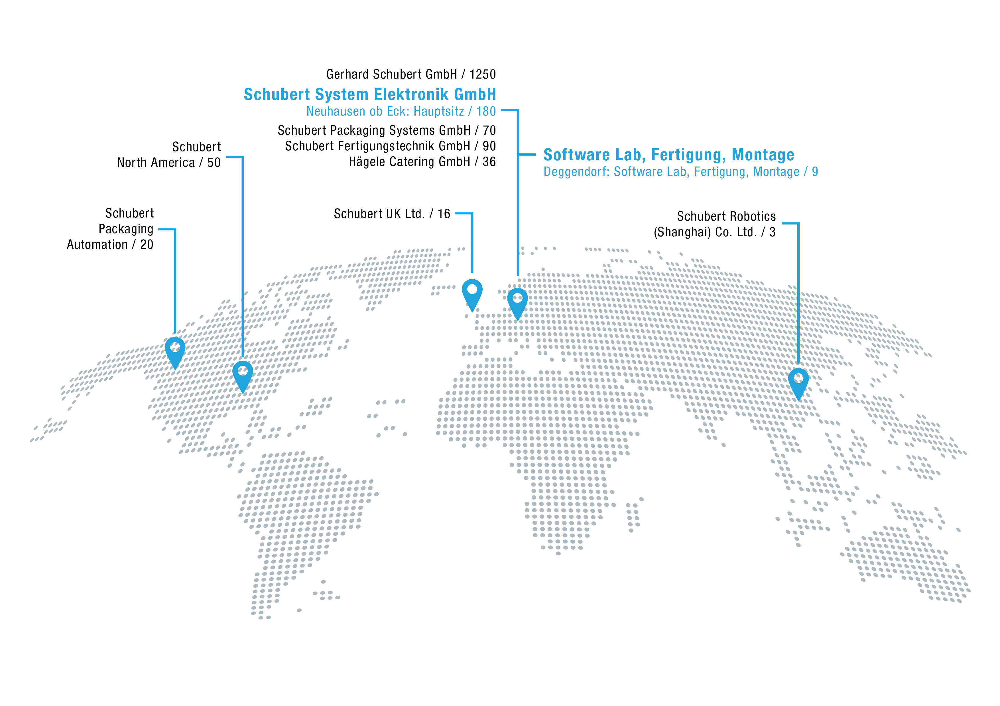 Gerhard Schubert GmbH / 1250
Schubert System Elektronik GmbH
Neuhausen ob Eck: Hauptsitz / 180
Schubert Packaging Systems GmbH / 70
Schubert Fertigungstechnik GmbH / 90
Hägele Catering GmbH / 36
Schubert
North America / 50
Software Lab, Fertigung, Montage
Deggendorf: Software Lab, Fertigung, Montage / 9
Schubert
Packaging
Automation / 20
Schubert UK Ltd. / 16
Schubert Robotics
(Shanghai) Co. Ltd. / 3